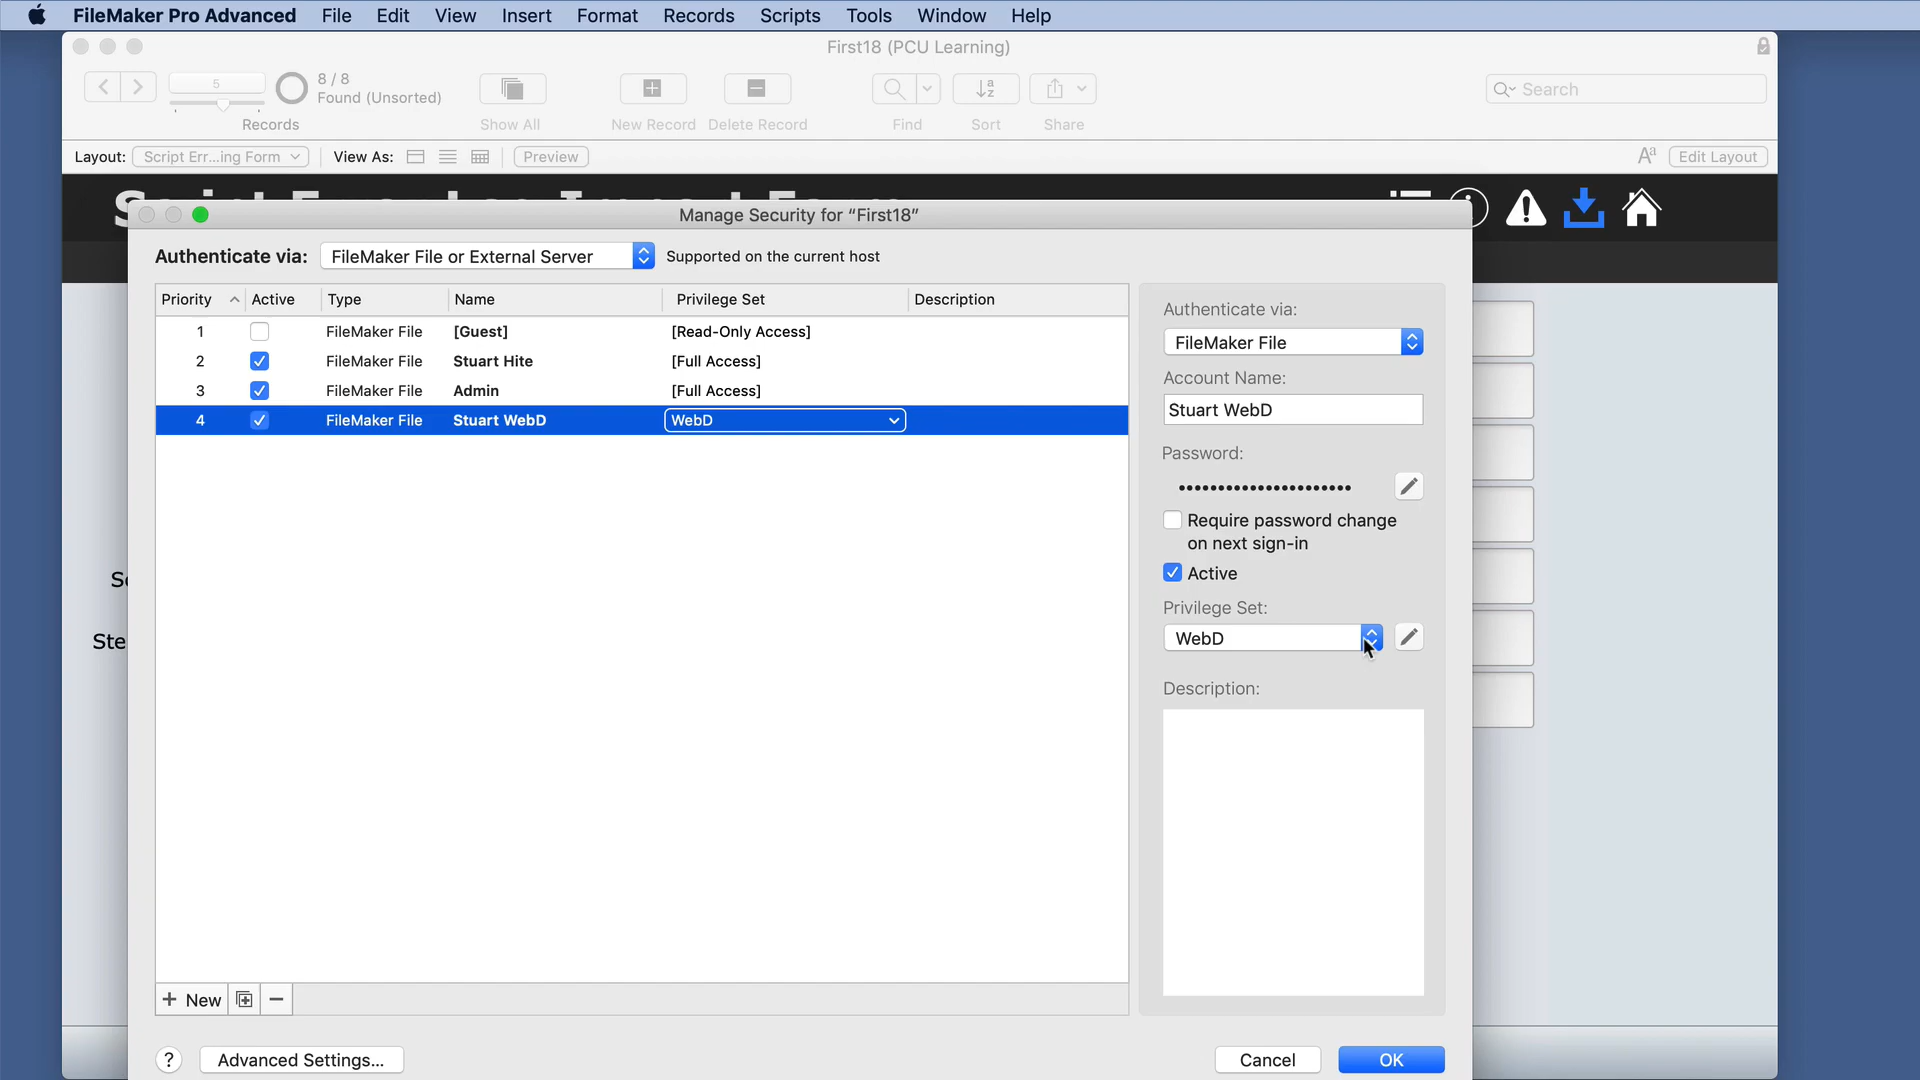 FileMaker Pro Advanced File Edit View Insert Format Records Scripts Tools Window Help
First18 (PCU Learning)
5
8 / 8
Found (Unsorted)
Search
Records Show All New Record Delete Record Find Sort Share
Layout: Script Err...ing Form View As: Preview Edit Layout
Manage Security for “First18”
Authenticate via: FileMaker File or External Server Supported on the current host
Priority Active Type Name Privilege Set Description
1 FileMaker File [Guest] [Read-Only Access]
2 FileMaker File Stuart Hite [Full Access]
3 FileMaker File Admin [Full Access]
4 FileMaker File Stuart WebD WebD
Authenticate via:
FileMaker File
Account Name:
Stuart WebD
Password:
•••••••••••••••••••••••
Require password change
on next sign-in
Active
Privilege Set:
WebD
Description:
New
? Advanced Settings... Cancel OK